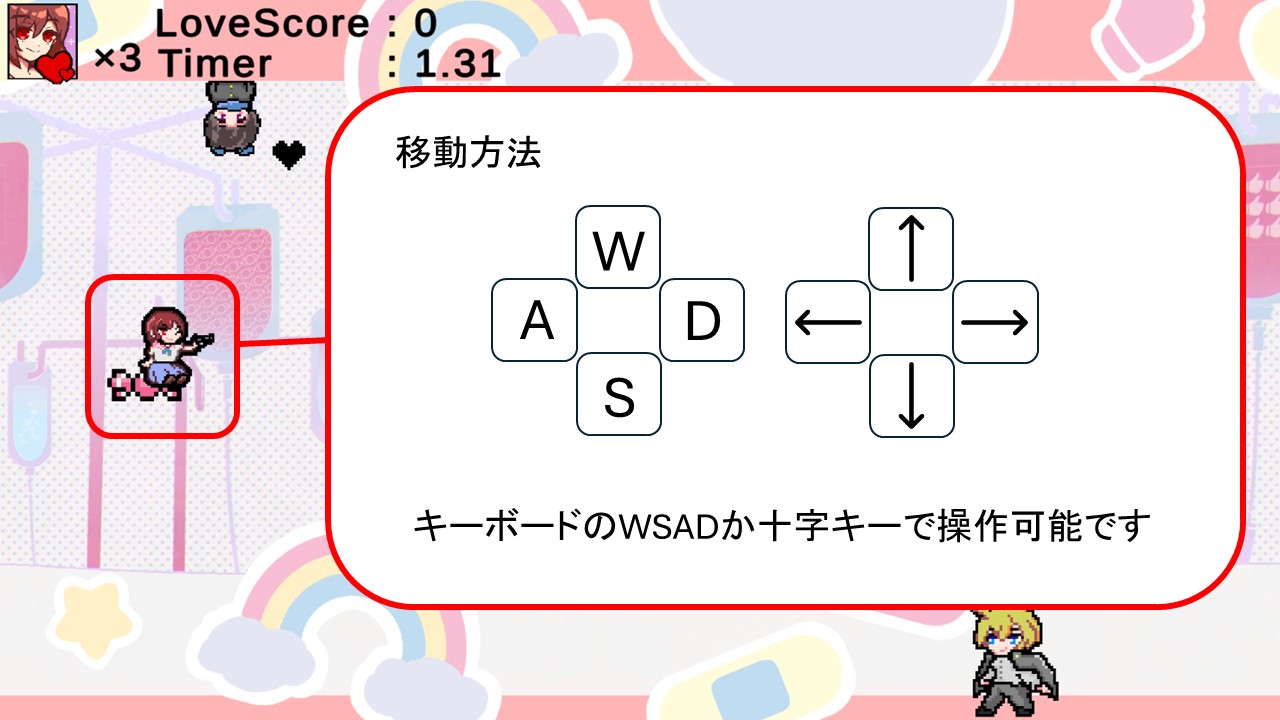 LoveScore : 0
×3 Timer : 1.31
移動方法
W
A D
S
↑
← →
↓
キーボードのWSADか十字キーで操作可能です